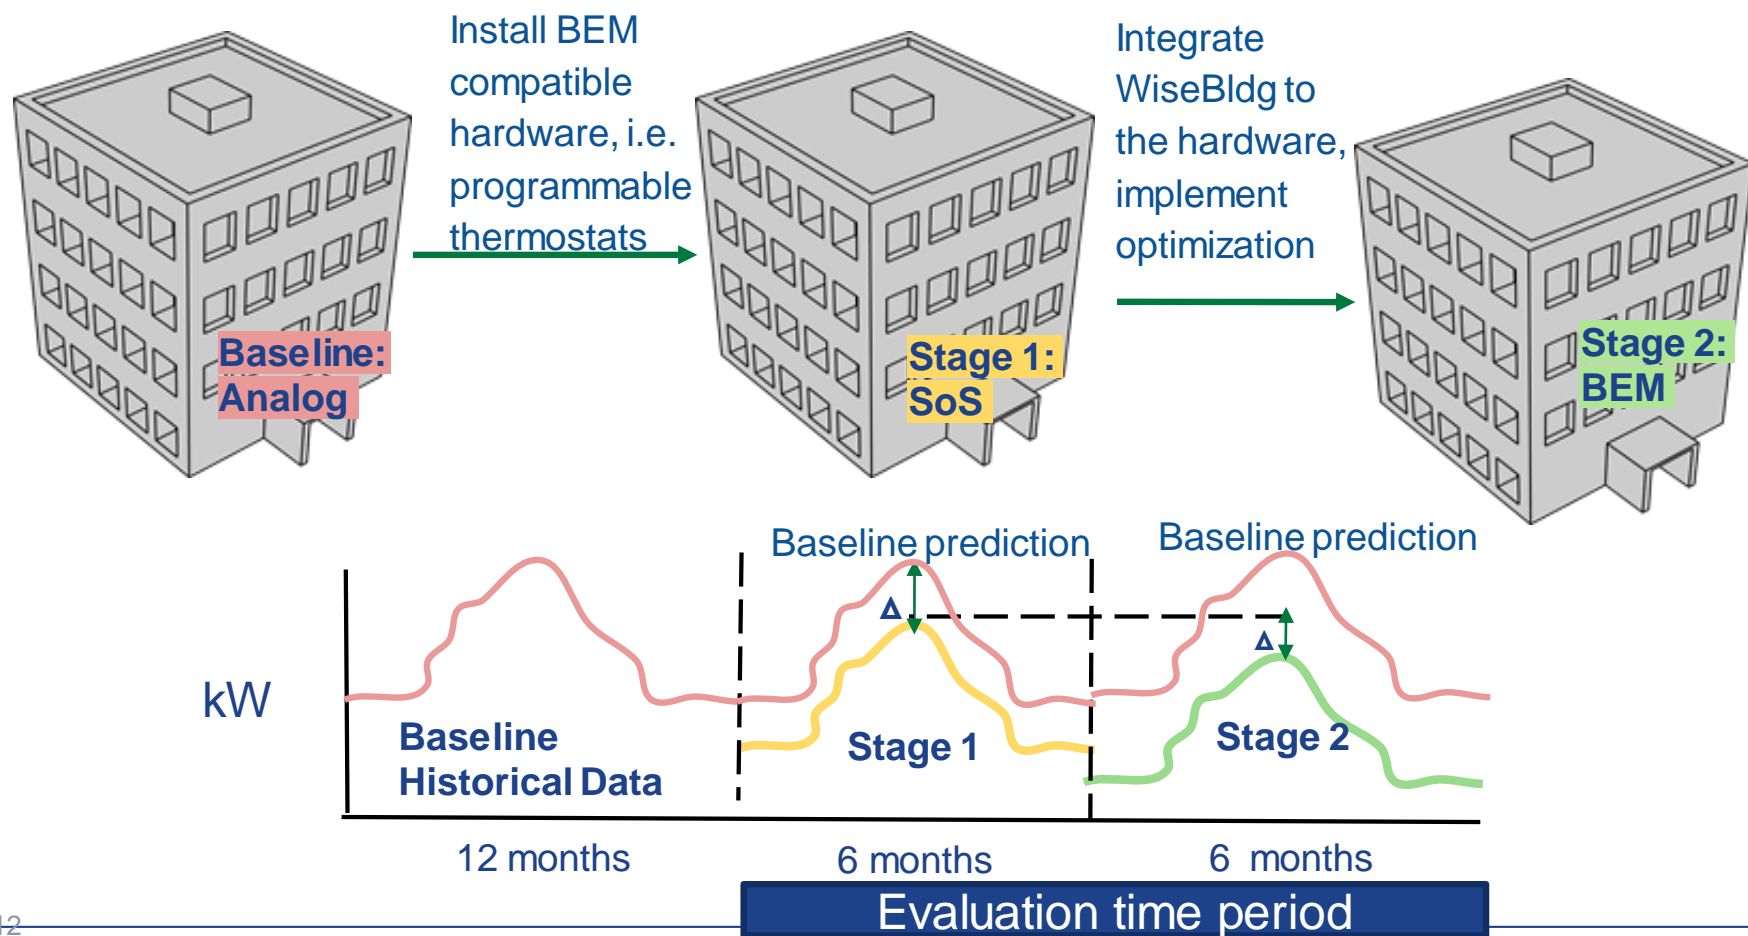 Install BEM
compatible
hardware, i.e.
programmable
thermostats
Integrate
WiseBldg to
the hardware,
implement
optimization
Baseline:
Analog
Stage 1:
SoS
Stage 2:
BEM
Baseline prediction
Baseline prediction
Δ
Δ
kW
Baseline
Historical Data
Stage 1
Stage 2
12 months
6 months
6 months
Evaluation time period
12